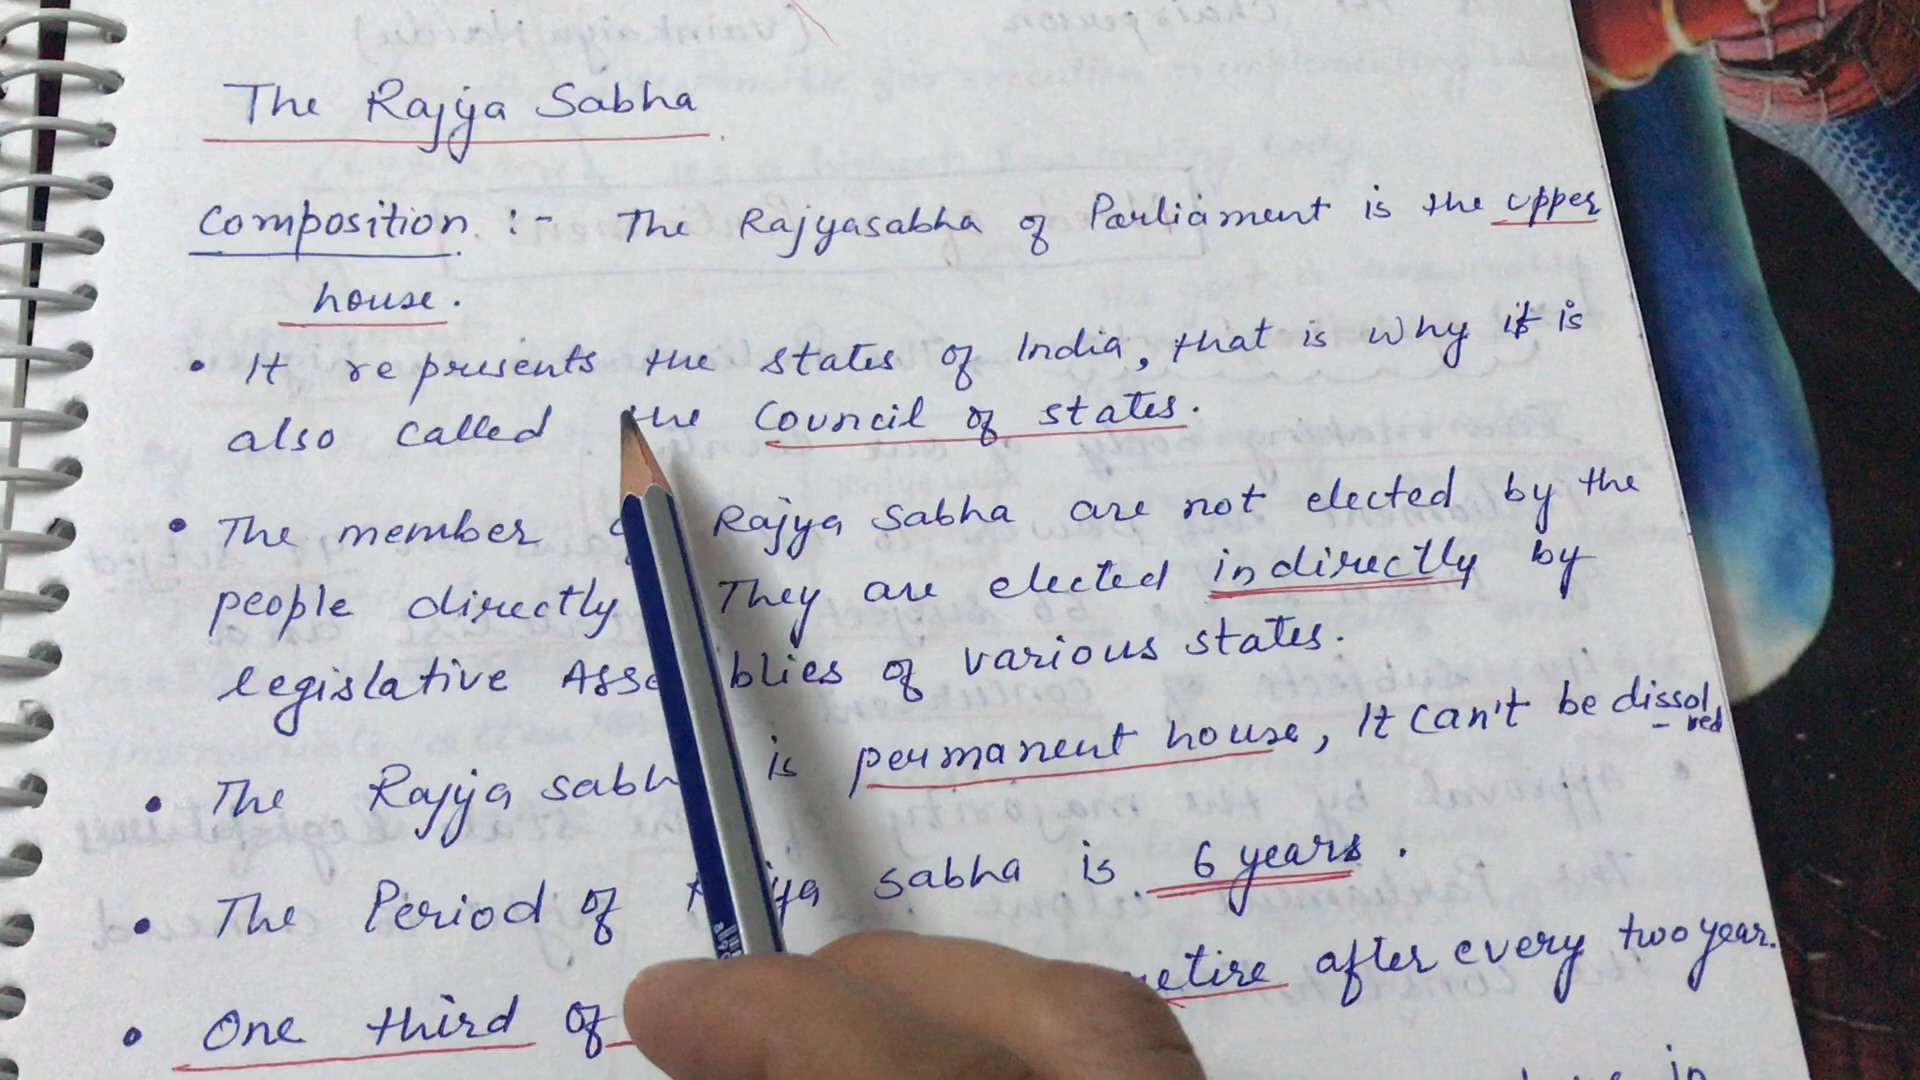 The Rajya Sabha
Composition :- The Rajyasabha of Parliament is the upper
house.
• It represents the states of India, that is why it is
also called the Council of states.
• The member Rajya Sabha are not elected by the
people directly They are elected indirectly by
legislative Asse blies of various states.
• The Rajya sabh is permanent house, It can't be dissol
ved
• The Period of sabha is 6 years.
• One third of retire after every two year.
in